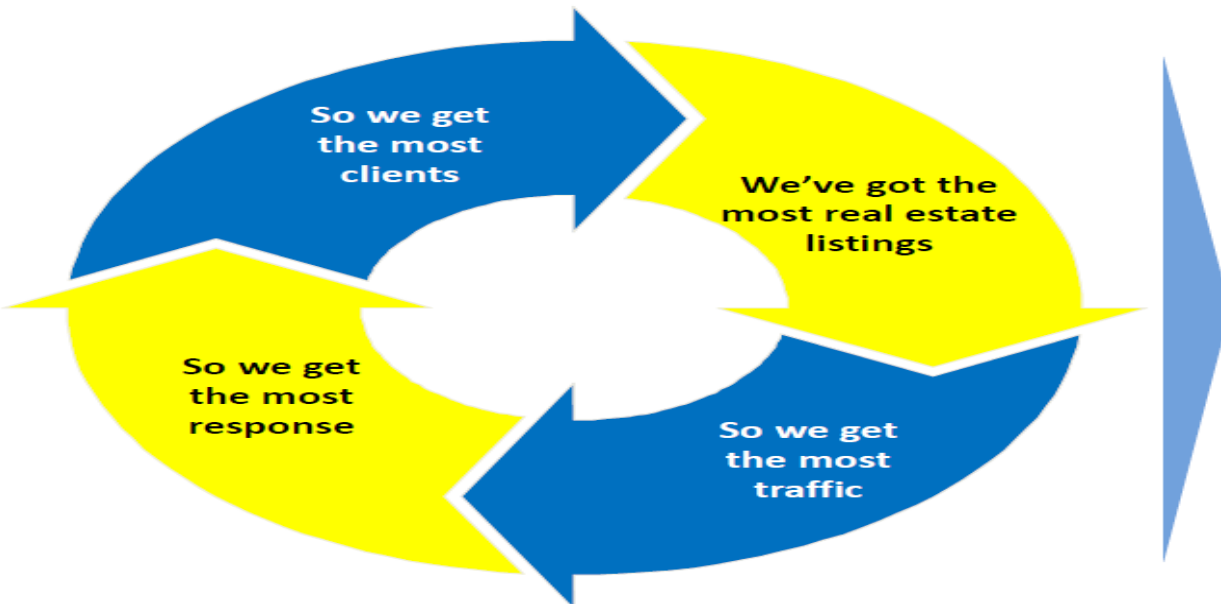 So we get
the most
clients
We’ve got the
most real estate
listings
So we get
the most
traffic
So we get
the most
response